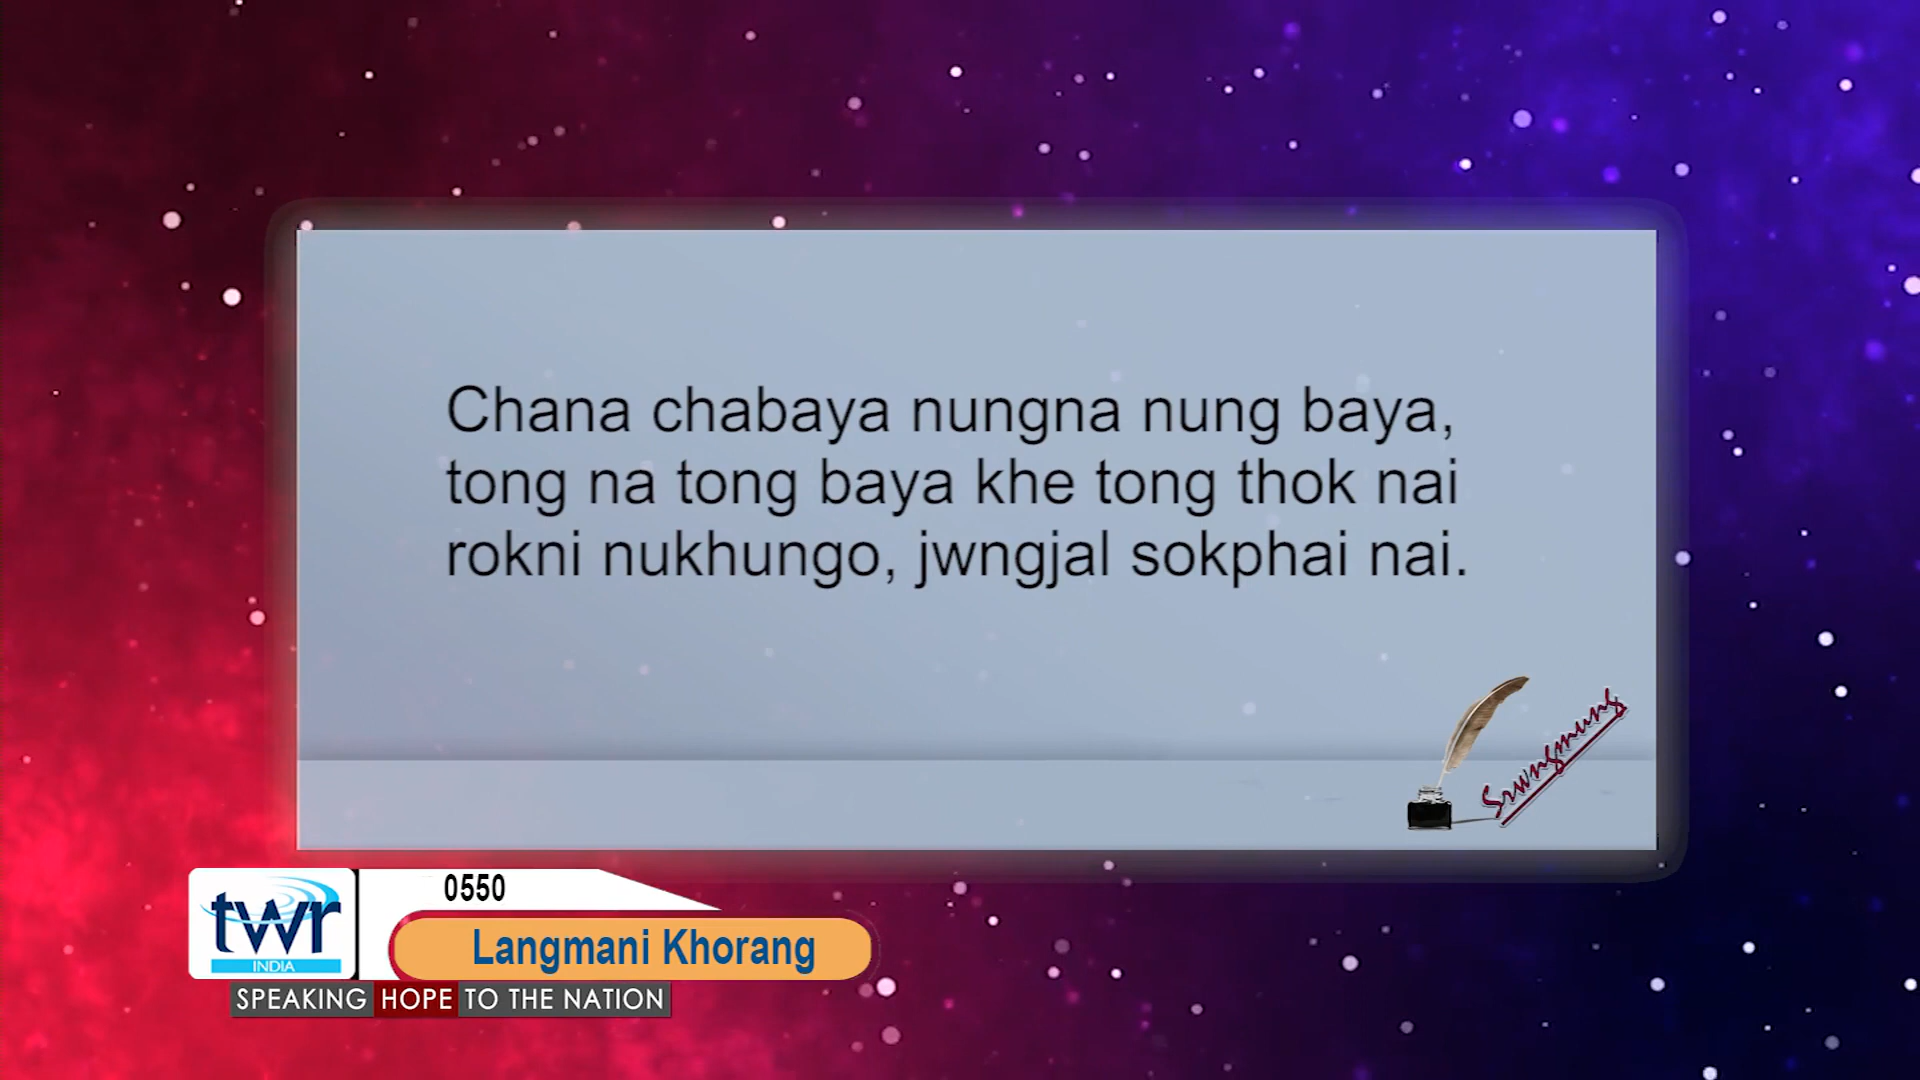 Chana chabaya nungna nung baya,
tong na tong baya khe tong thok nai
rokni nukhungo, jwngjal sokphai nai.
Srwngmung
0550
twr
INDIA
Langmani Khorang
SPEAKING HOPE TO THE NATION